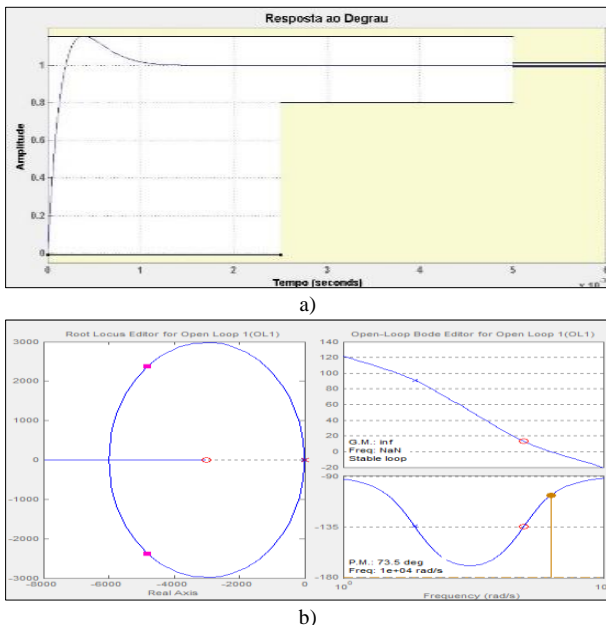 Resposta ao Degrau
Amplitude
1
0.8
0.6
0.4
0.2
0
0 1 2 3 4 5 6
Tempo (seconds)
a)
Root Locus Editor for Open Loop 1(OL1)
3000
2000
1000
0
-1000
-2000
-3000
-8000 -6000 -4000 -2000 0
Real Axis
Open-Loop Bode Editor for Open Loop 1(OL1)
140
120
100
80
60
40
20
0
-20
G.M.: inf
Freq: NaN
Stable loop
-90
-135
-180
P.M.: 73.5 deg
Freq: 1e+04 rad/s
10
Frequency (rad/s)
b)